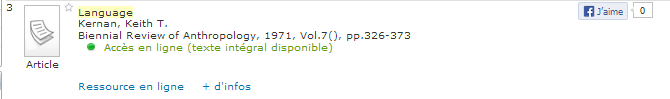 3 Language J'aime 0
Kernan, Keith T.
Biennial Review of Anthropology, 1971, Vol.7(), pp.326-373
Accès en ligne (texte intégral disponible)
Article
Ressource en ligne + d'infos